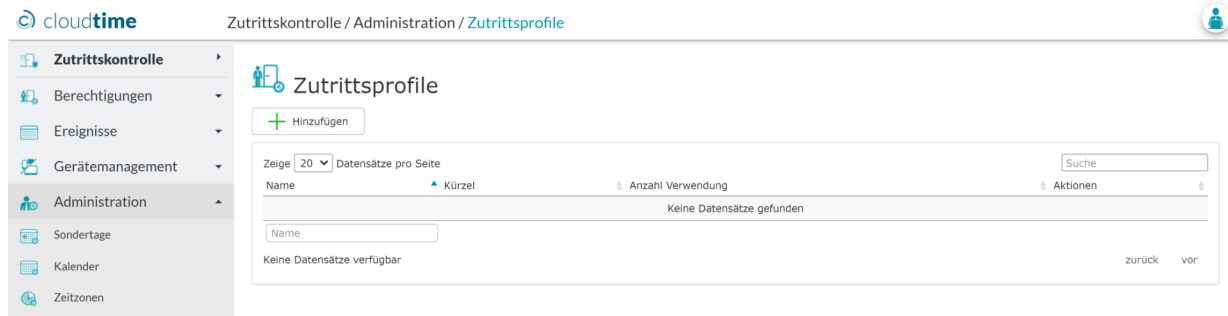 cloudtime
Zutrittskontrolle / Administration / Zutrittsprofile
Zutrittskontrolle
Berechtigungen
Ereignisse
Gerätemanagement
Administration
Sondertage
Kalender
Zeitzonen
Zutrittsprofile
Hinzufügen
Zeige 20 Datensätze pro Seite Suche
Name Kürzel Anzahl Verwendung Aktionen
Keine Datensätze gefunden
Name
Keine Datensätze verfügbar zurück vor